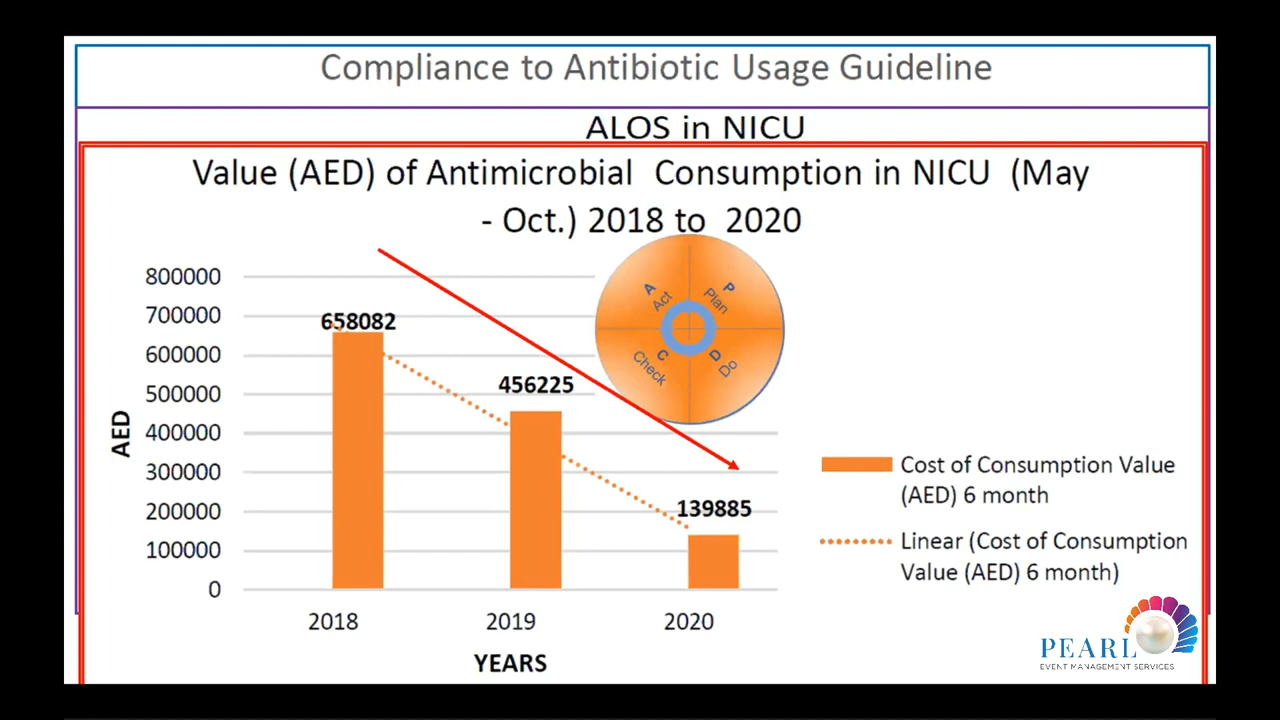 Compliance to Antibiotic Usage Guideline
ALOS in NICU
Value (AED) of Antimicrobial Consumption in NICU (May
- Oct.) 2018 to 2020
800000
700000
600000
500000
400000
300000
200000
100000
0
AED
658082
456225
139885
2018
2019
2020
YEARS
A
Act
P
Plan
C
Check
D
Do
Cost of Consumption Value
(AED) 6 month
Linear (Cost of Consumption
Value (AED) 6 month)
PEARL
EVENT MANAGEMENT SERVICES